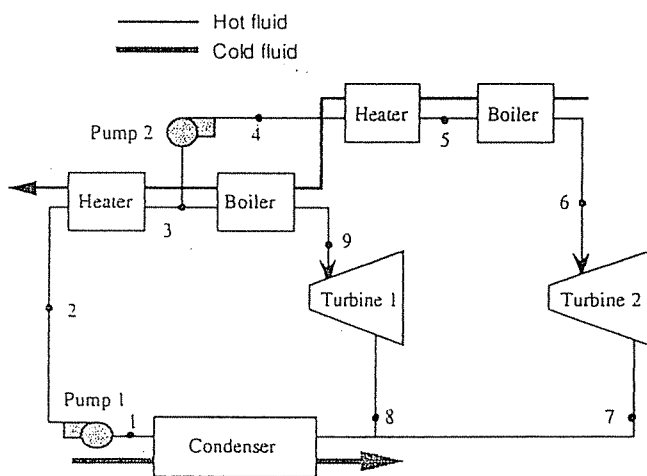 Hot fluid
Cold fluid
Heater
Boiler
Pump 2
4
5
Heater
Boiler
3
6
9
Turbine 1
Turbine 2
2
Pump 1
1
Condenser
8
7